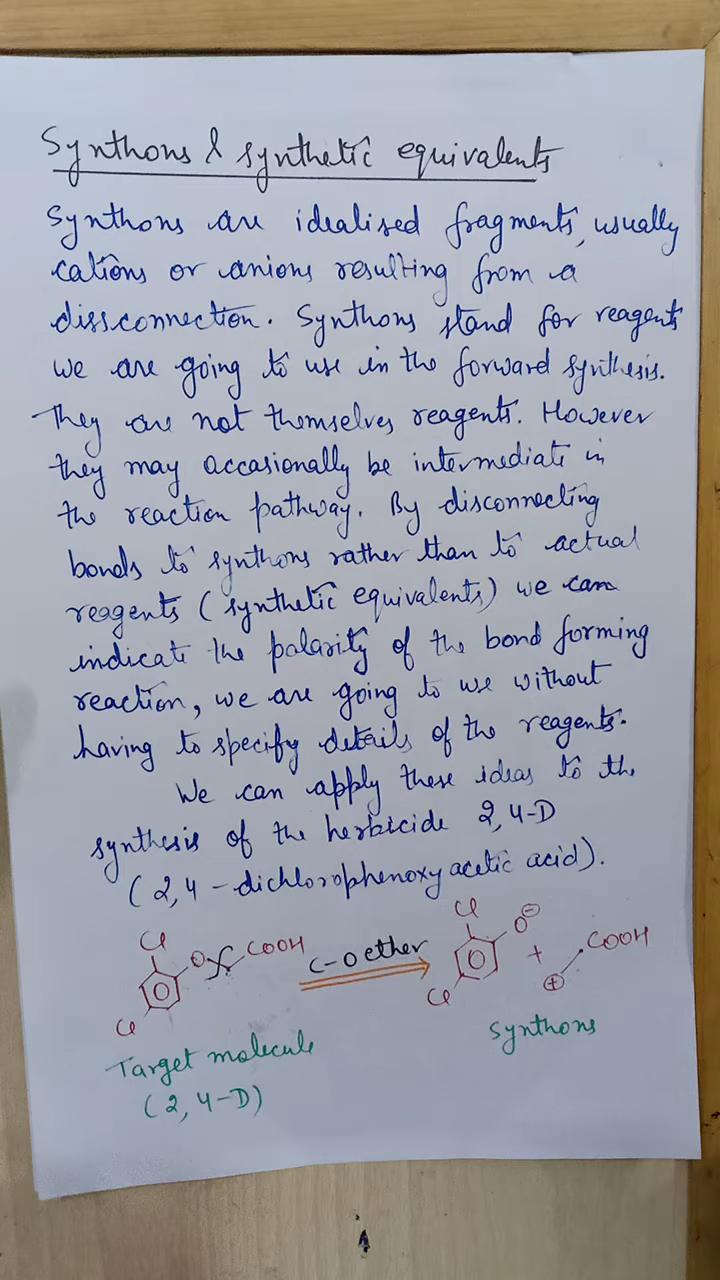 Synthons & synthetic equivalents
Synthons are idealised fragments, usually
cations or anions resulting from a
dissconnection. Synthons stand for reagents
we are going to use in the forward synthesis.
They are not themselves reagents. However
they may accasionally be intermediate in
the reaction pathway. By disconnecting
bonds to synthons rather than to actual
reagents (synthetic equivalents) we can
indicate the polarity of the bond forming
reaction, we are going to use without
having to specify details of the reagents.
We can apply these ideas to the
synthesis of the herbicide 2,4-D
(2,4-dichlorophenoxy acetic acid).
Cl O COOH Cl C-O ether Cl O⊖ Cl + ⊕ COOH
Target molecule
(2,4-D)
Synthons